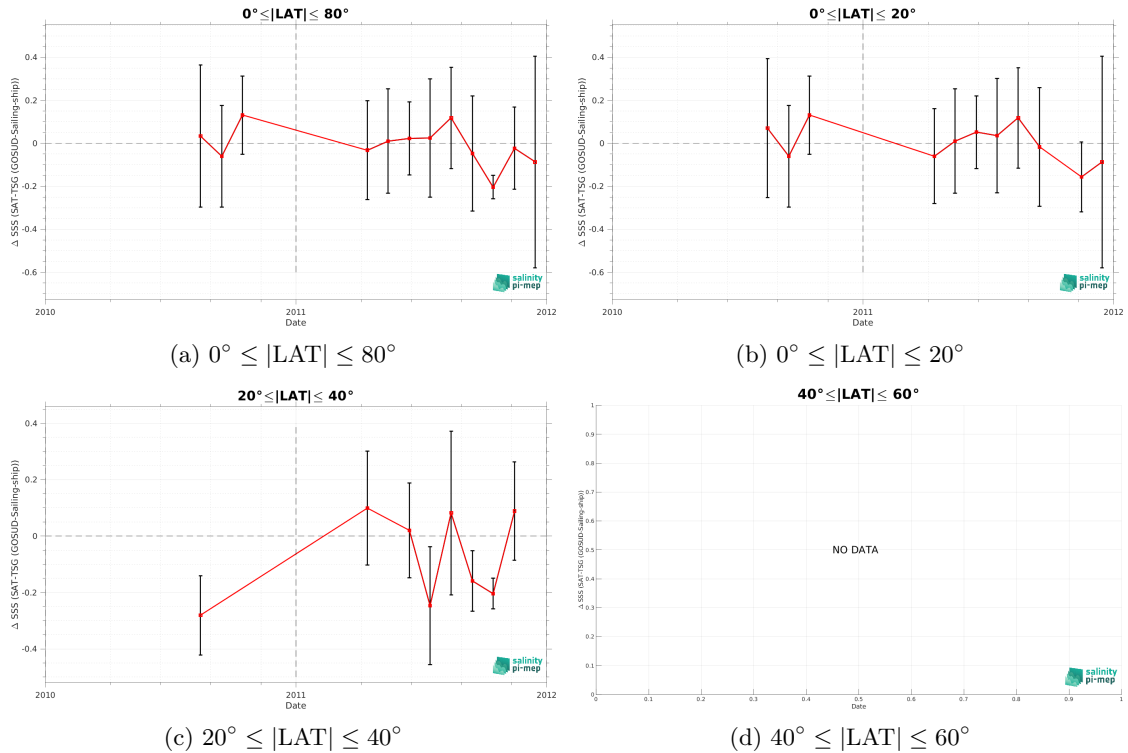 0°≤|LAT|≤ 80°
Δ SSS (SAT-TSG (GOSUD-Sailing-ship))
0.4
0.2
0
-0.2
-0.4
-0.6
2010
2011
2012
Date
salinity
pi-mep
(a) 0° ≤ |LAT| ≤ 80°
0°≤|LAT|≤ 20°
Δ SSS (SAT-TSG (GOSUD-Sailing-ship))
0.4
0.2
0
-0.2
-0.4
-0.6
2010
2011
2012
Date
salinity
pi-mep
(b) 0° ≤ |LAT| ≤ 20°
20°≤|LAT|≤ 40°
Δ SSS (SAT-TSG (GOSUD-Sailing-ship))
0.4
0.2
0
-0.2
-0.4
2010
2011
2012
Date
salinity
pi-mep
(c) 20° ≤ |LAT| ≤ 40°
40°≤|LAT|≤ 60°
Δ SSS (SAT-TSG (GOSUD-Sailing-ship))
1
0.9
0.8
0.7
0.6
0.5
0.4
0.3
0.2
0.1
0
NO DATA
0 0.1 0.2 0.3 0.4 0.5 0.6 0.7 0.8 0.9 1
Date
salinity
pi-mep
(d) 40° ≤ |LAT| ≤ 60°